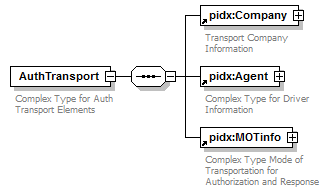 pidx:Company
Transport Company
Information
AuthTransport
Complex Type for Auth
Transport Elements
pidx:Agent
Complex Type for Driver
Information
pidx:MOTinfo
Complex Type Mode of
Transportation for
Authorization and Response